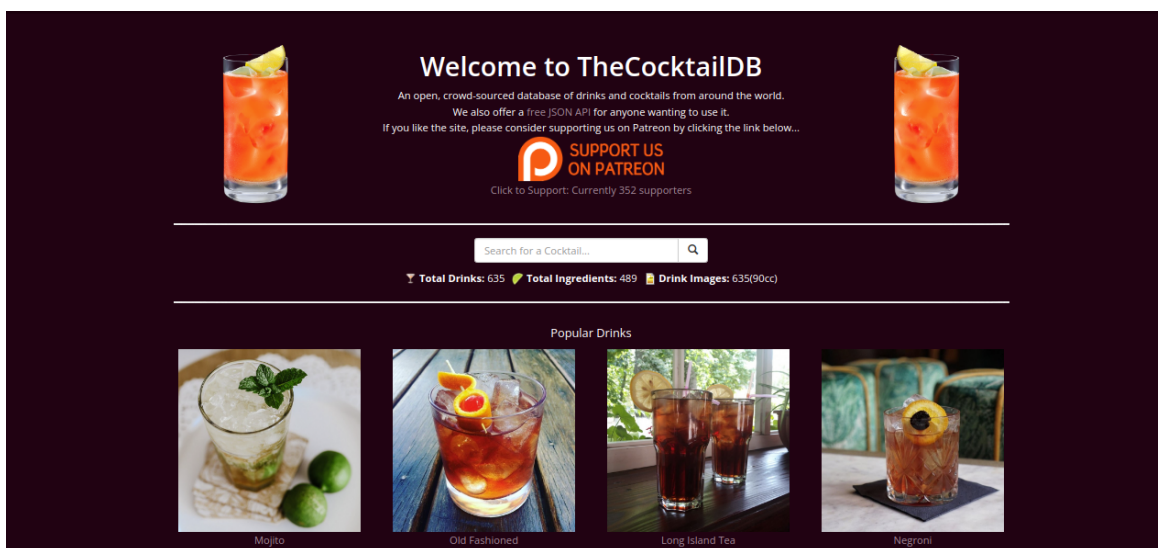 Welcome to TheCocktailDB
An open, crowd-sourced database of drinks and cocktails from around the world.
We also offer a free JSON API for anyone wanting to use it.
If you like the site, please consider supporting us on Patreon by clicking the link below...
SUPPORT US
ON PATREON
Click to Support: Currently 352 supporters
Search for a Cocktail...
Total Drinks: 635 Total Ingredients: 489 Drink Images: 635(90cc)
Popular Drinks
Mojito
Old Fashioned
Long Island Tea
Negroni